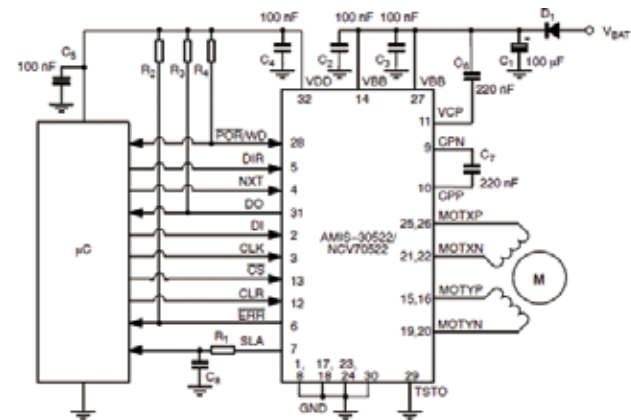 100 nF
100 nF
100 nF
D1
VBAT
C5
100 nF
R2
R3
R4
C4
C2
C3
C1
100 µF
C6
220 nF
VDD
VBB
VBB
32
14
27
11
VCP
POR/WD
28
9
CPN
C7
220 nF
DIR
5
NXT
4
10
CPP
DO
31
25,26
MOTXP
DI
2
AMIS-30522/
NCV70522
µC
CLK
3
21,22
MOTXN
M
CS
13
CLR
12
15,16
MOTYP
ERR
6
19,20
MOTYN
R1
SLA
7
C8
1,
8
17,
18
23,
24
30
29
TSTO
GND